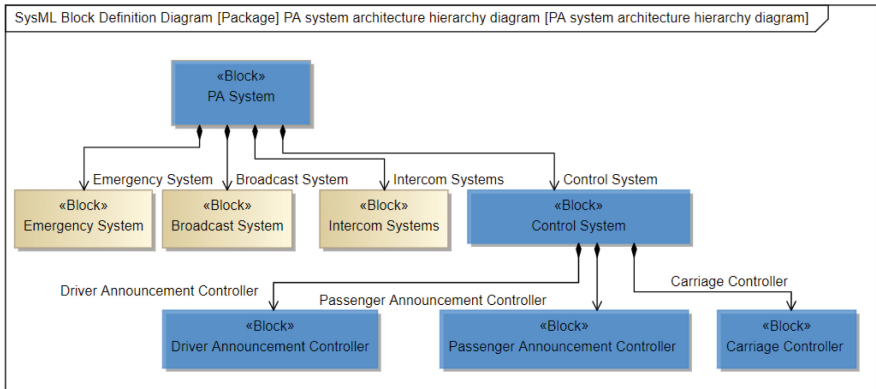 SysML Block Definition Diagram [Package] PA system architecture hierarchy diagram [PA system architecture hierarchy diagram]
«Block»
PA System
Emergency System
Broadcast System
Intercom Systems
Control System
«Block»
Emergency System
«Block»
Broadcast System
«Block»
Intercom Systems
«Block»
Control System
Driver Announcement Controller
Passenger Announcement Controller
Carriage Controller
«Block»
Driver Announcement Controller
«Block»
Passenger Announcement Controller
«Block»
Carriage Controller